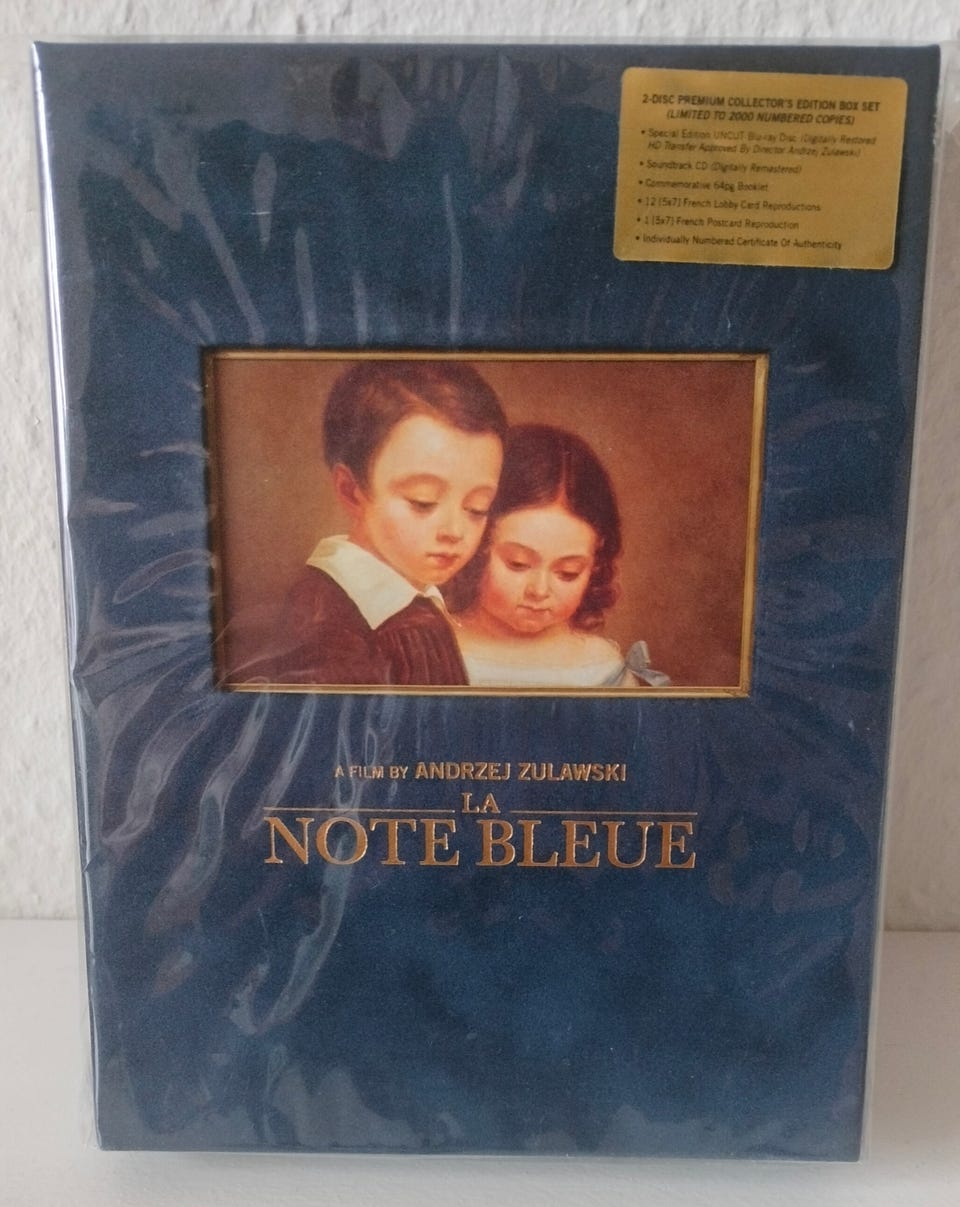 2-DISC PREMIUM COLLECTOR'S EDITION BOX SET
(LIMITED TO 2000 NUMBERED COPIES)
• Special Edition UNCUT Blu-ray Disc (Digitally Restored
HD Transfer Approved By Director Andrzej Zulawski)
• Soundtrack CD (Digitally Remastered)
• Commemorative 64pg Booklet
• 12 [5x7] French Lobby Card Reproductions
• 1 [5x7] French Postcard Reproduction
• Individually Numbered Certificate Of Authenticity
A FILM BY ANDRZEJ ZULAWSKI
LA
NOTE BLEUE